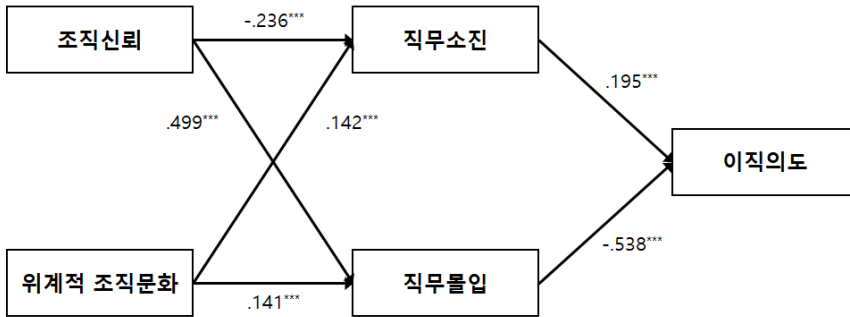 조직신뢰
-.236***
직무소진
.499***
.142***
.195***
이직의도
위계적 조직문화
.141***
직무몰입
-.538***